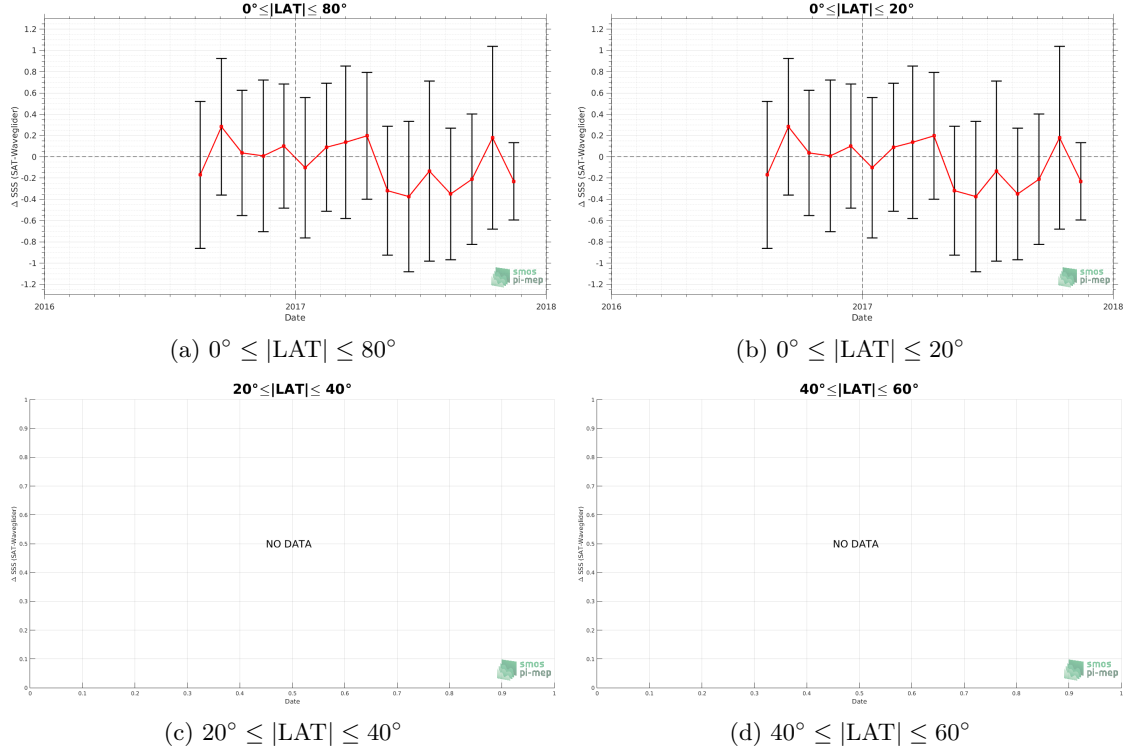 0°≤|LAT|≤ 80°
Δ SSS (SAT-Waveglider)
1.2
1
0.8
0.6
0.4
0.2
0
-0.2
-0.4
-0.6
-0.8
-1
-1.2
2016
2017
2018
Date
smos
pi-mep
(a) 0° ≤ |LAT| ≤ 80°
0°≤|LAT|≤ 20°
Δ SSS (SAT-Waveglider)
1.2
1
0.8
0.6
0.4
0.2
0
-0.2
-0.4
-0.6
-0.8
-1
-1.2
2016
2017
2018
Date
smos
pi-mep
(b) 0° ≤ |LAT| ≤ 20°
20°≤|LAT|≤ 40°
Δ SSS (SAT-Waveglider)
1
0.9
0.8
0.7
0.6
0.5
0.4
0.3
0.2
0.1
0
NO DATA
0 0.1 0.2 0.3 0.4 0.5 0.6 0.7 0.8 0.9 1
Date
smos
pi-mep
(c) 20° ≤ |LAT| ≤ 40°
40°≤|LAT|≤ 60°
Δ SSS (SAT-Waveglider)
1
0.9
0.8
0.7
0.6
0.5
0.4
0.3
0.2
0.1
0
NO DATA
0 0.1 0.2 0.3 0.4 0.5 0.6 0.7 0.8 0.9 1
Date
smos
pi-mep
(d) 40° ≤ |LAT| ≤ 60°